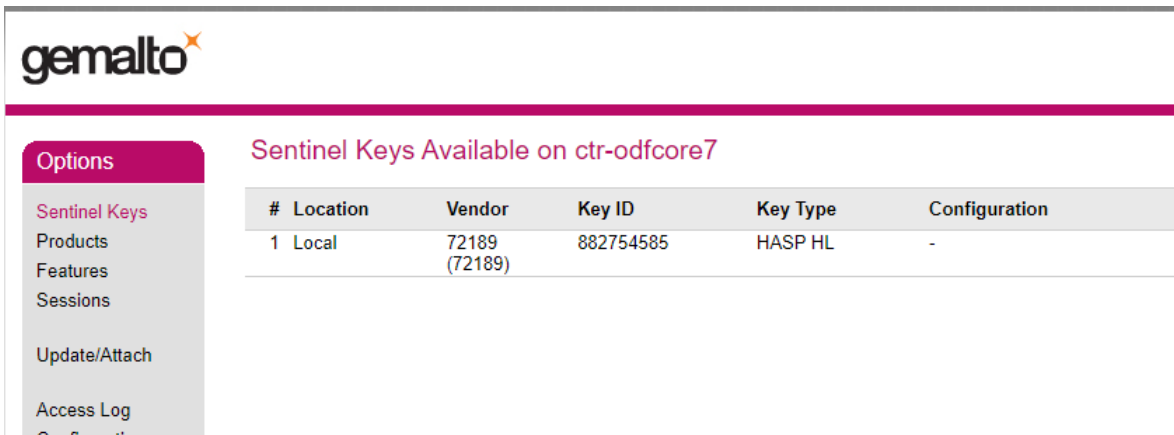 gemalto
Options
Sentinel Keys
Products
Features
Sessions
Update/Attach
Access Log
Sentinel Keys Available on ctr-odfcore7
# Location Vendor Key ID Key Type Configuration
1 Local 72189 882754585 HASP HL -
(72189)